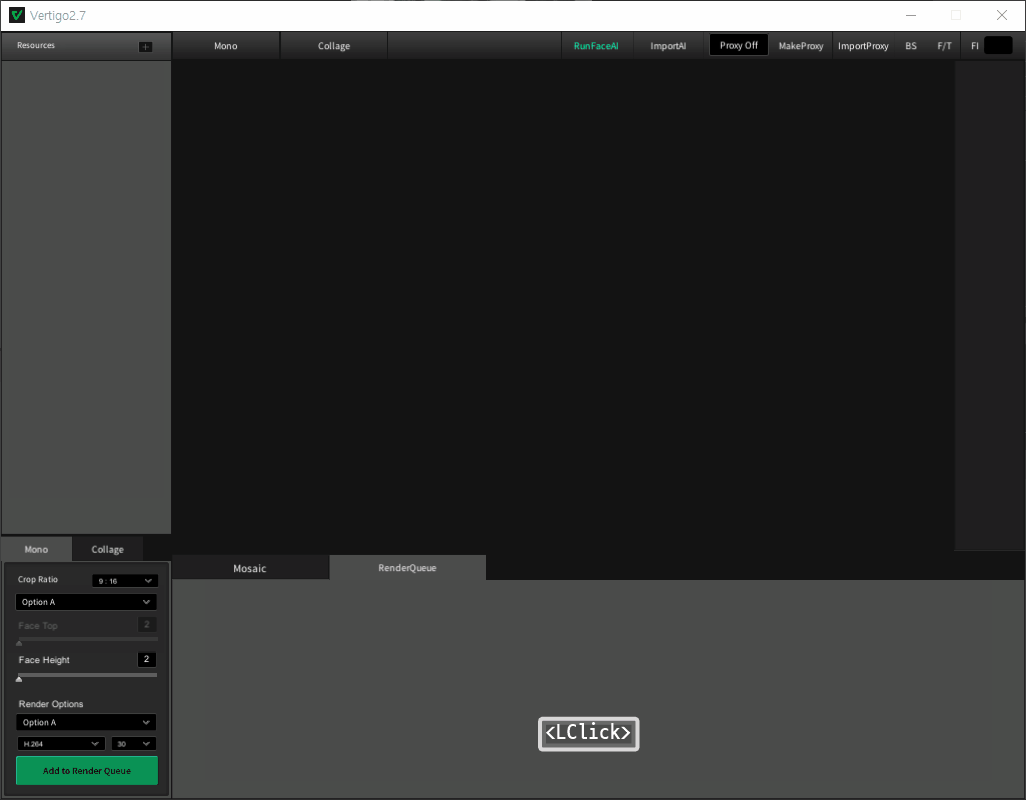 Vertigo2.7
Resources + Mono Collage RunFaceAI ImportAI Proxy Off MakeProxy ImportProxy BS F/T FI
Mono Collage
Crop Ratio 9 : 16
Option A
Face Top 2
Face Height 2
Render Options
Option A
H.264 30
Add to Render Queue
Mosaic RenderQueue
<LClick>